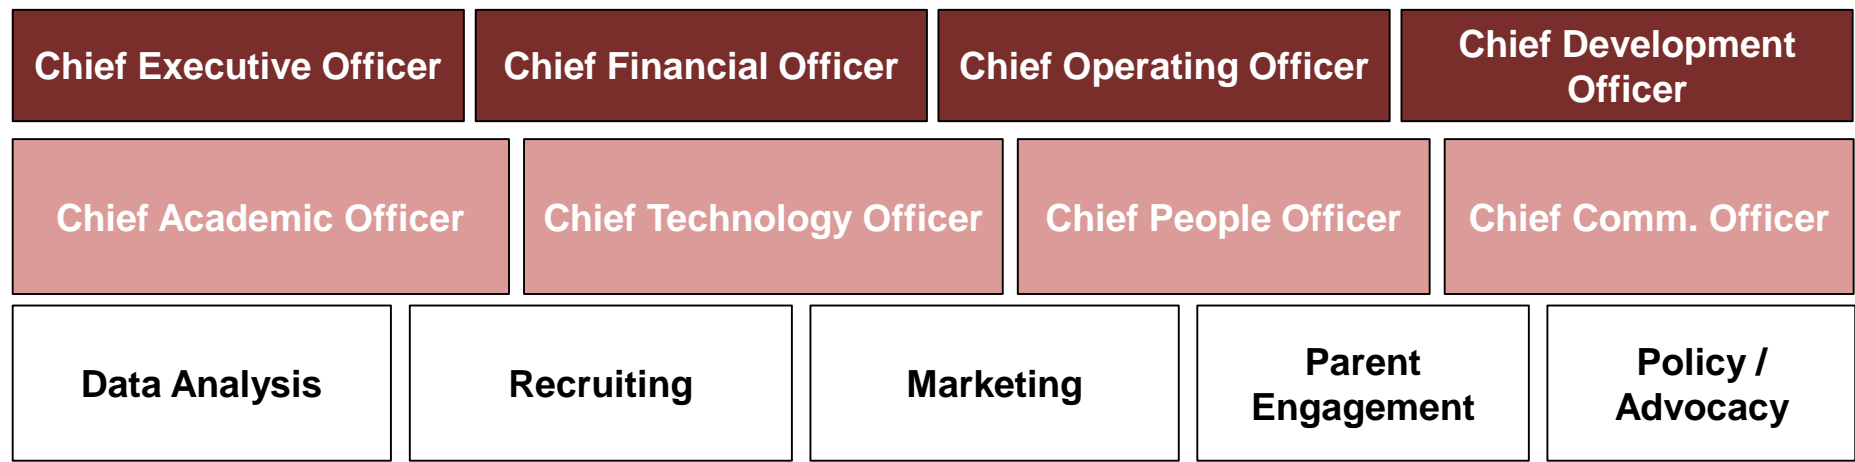 Chief Executive Officer
Chief Financial Officer
Chief Operating Officer
Chief Development
Officer
Chief Academic Officer
Chief Technology Officer
Chief People Officer
Chief Comm. Officer
Data Analysis
Recruiting
Marketing
Parent
Engagement
Policy /
Advocacy